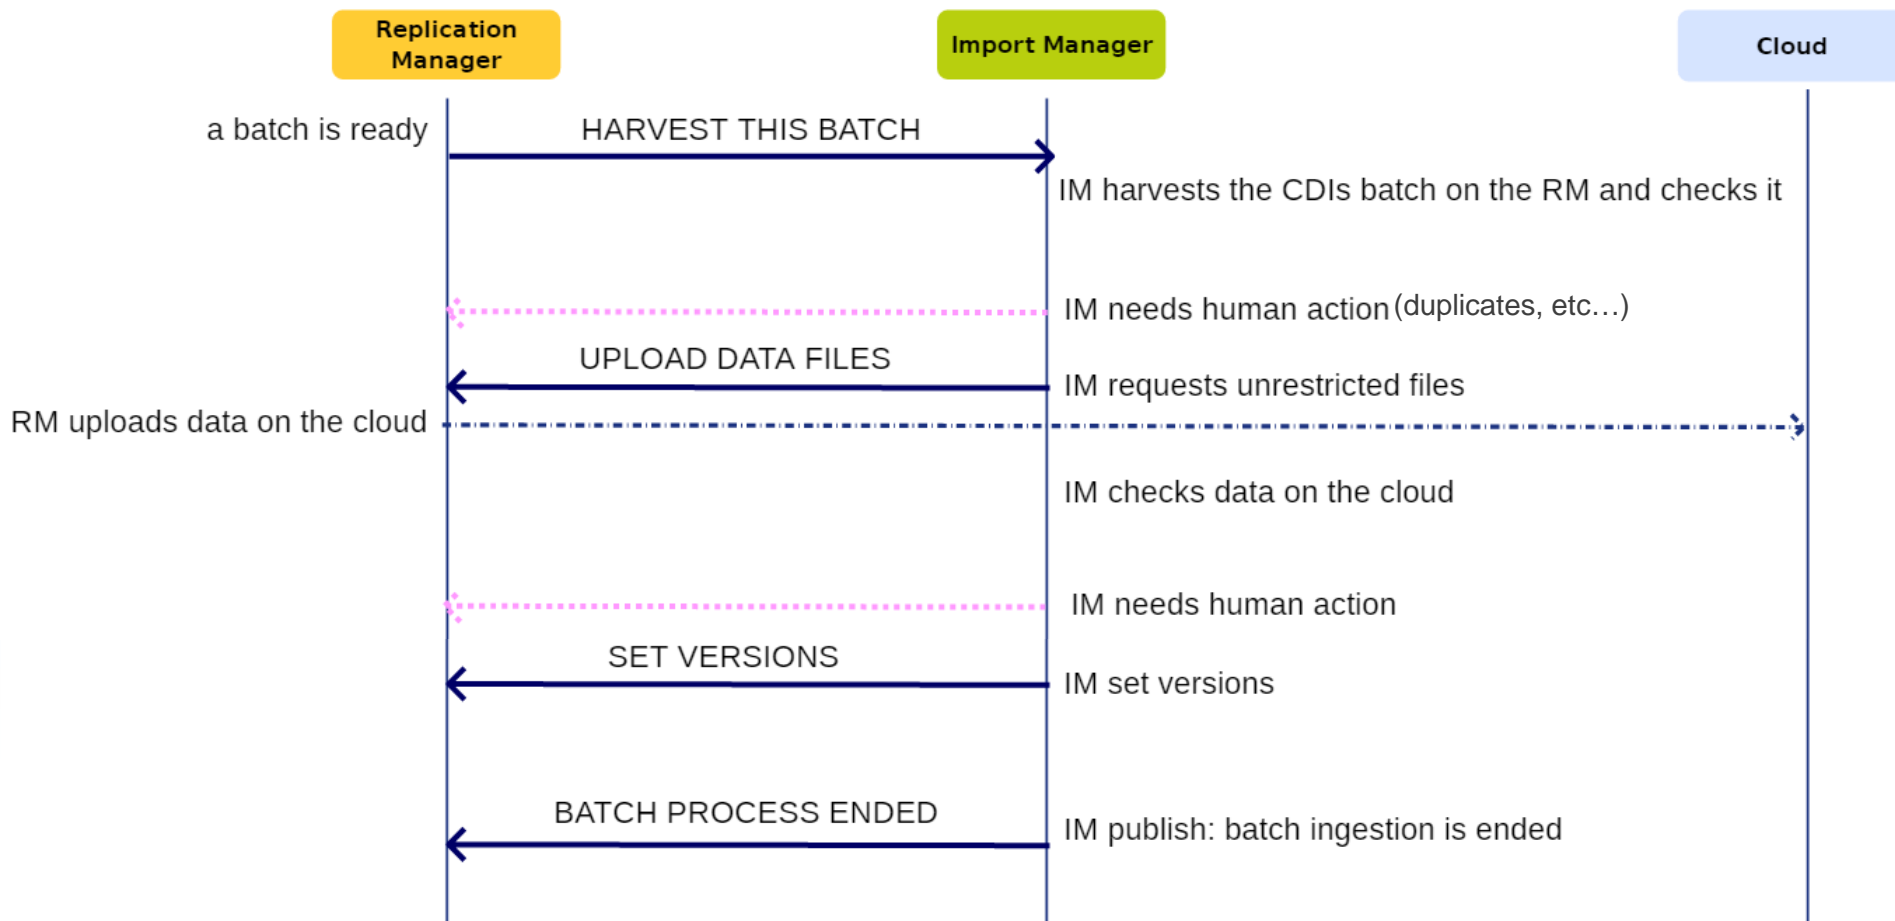 Replication
Manager
Import Manager
Cloud
a batch is ready
HARVEST THIS BATCH
IM harvests the CDIs batch on the RM and checks it
IM needs human action (duplicates, etc…)
UPLOAD DATA FILES
IM requests unrestricted files
RM uploads data on the cloud
IM checks data on the cloud
IM needs human action
SET VERSIONS
IM set versions
BATCH PROCESS ENDED
IM publish: batch ingestion is ended